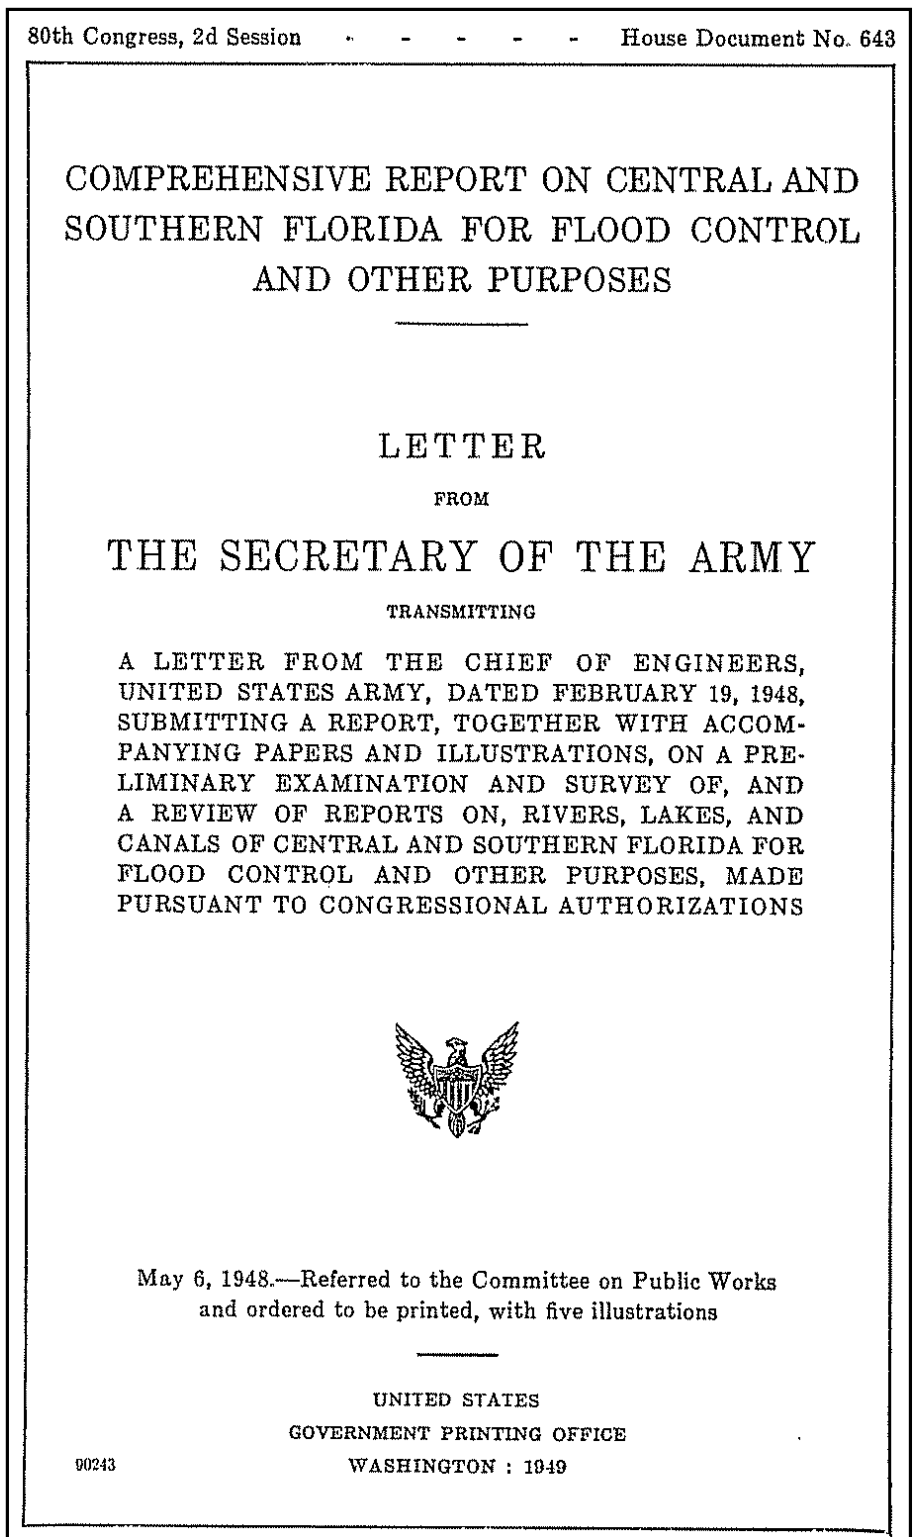 80th Congress, 2d Session - - - - - House Document No. 643
COMPREHENSIVE REPORT ON CENTRAL AND
SOUTHERN FLORIDA FOR FLOOD CONTROL
AND OTHER PURPOSES
LETTER
FROM
THE SECRETARY OF THE ARMY
TRANSMITTING
A LETTER FROM THE CHIEF OF ENGINEERS,
UNITED STATES ARMY, DATED FEBRUARY 19, 1948,
SUBMITTING A REPORT, TOGETHER WITH ACCOM-
PANYING PAPERS AND ILLUSTRATIONS, ON A PRE-
LIMINARY EXAMINATION AND SURVEY OF, AND
A REVIEW OF REPORTS ON, RIVERS, LAKES, AND
CANALS OF CENTRAL AND SOUTHERN FLORIDA FOR
FLOOD CONTROL AND OTHER PURPOSES, MADE
PURSUANT TO CONGRESSIONAL AUTHORIZATIONS
May 6, 1948.—Referred to the Committee on Public Works
and ordered to be printed, with five illustrations
UNITED STATES
GOVERNMENT PRINTING OFFICE
90243 WASHINGTON : 1949